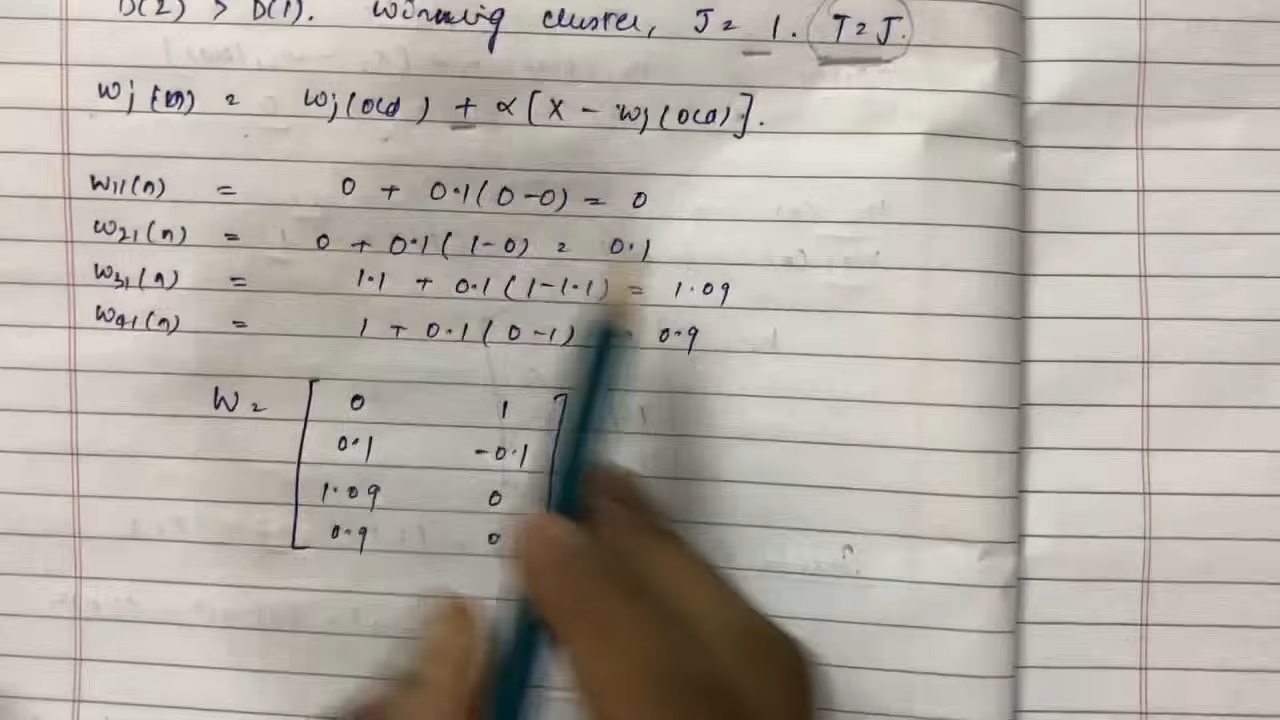 D(2) > D(1). Winning cluster, J = 1. T = J.
wj(n) = wj(old) + α[X - wj(old)].
w11(n) = 0 + 0.1(0-0) = 0
w21(n) = 0 + 0.1(1-0) = 0.1
w31(n) = 1.1 + 0.1(1-1.1) = 1.09
w41(n) = 1 + 0.1(0-1) = 0.9
W = [ 0 1
0.1 -0.1
1.09 0
0.9 0